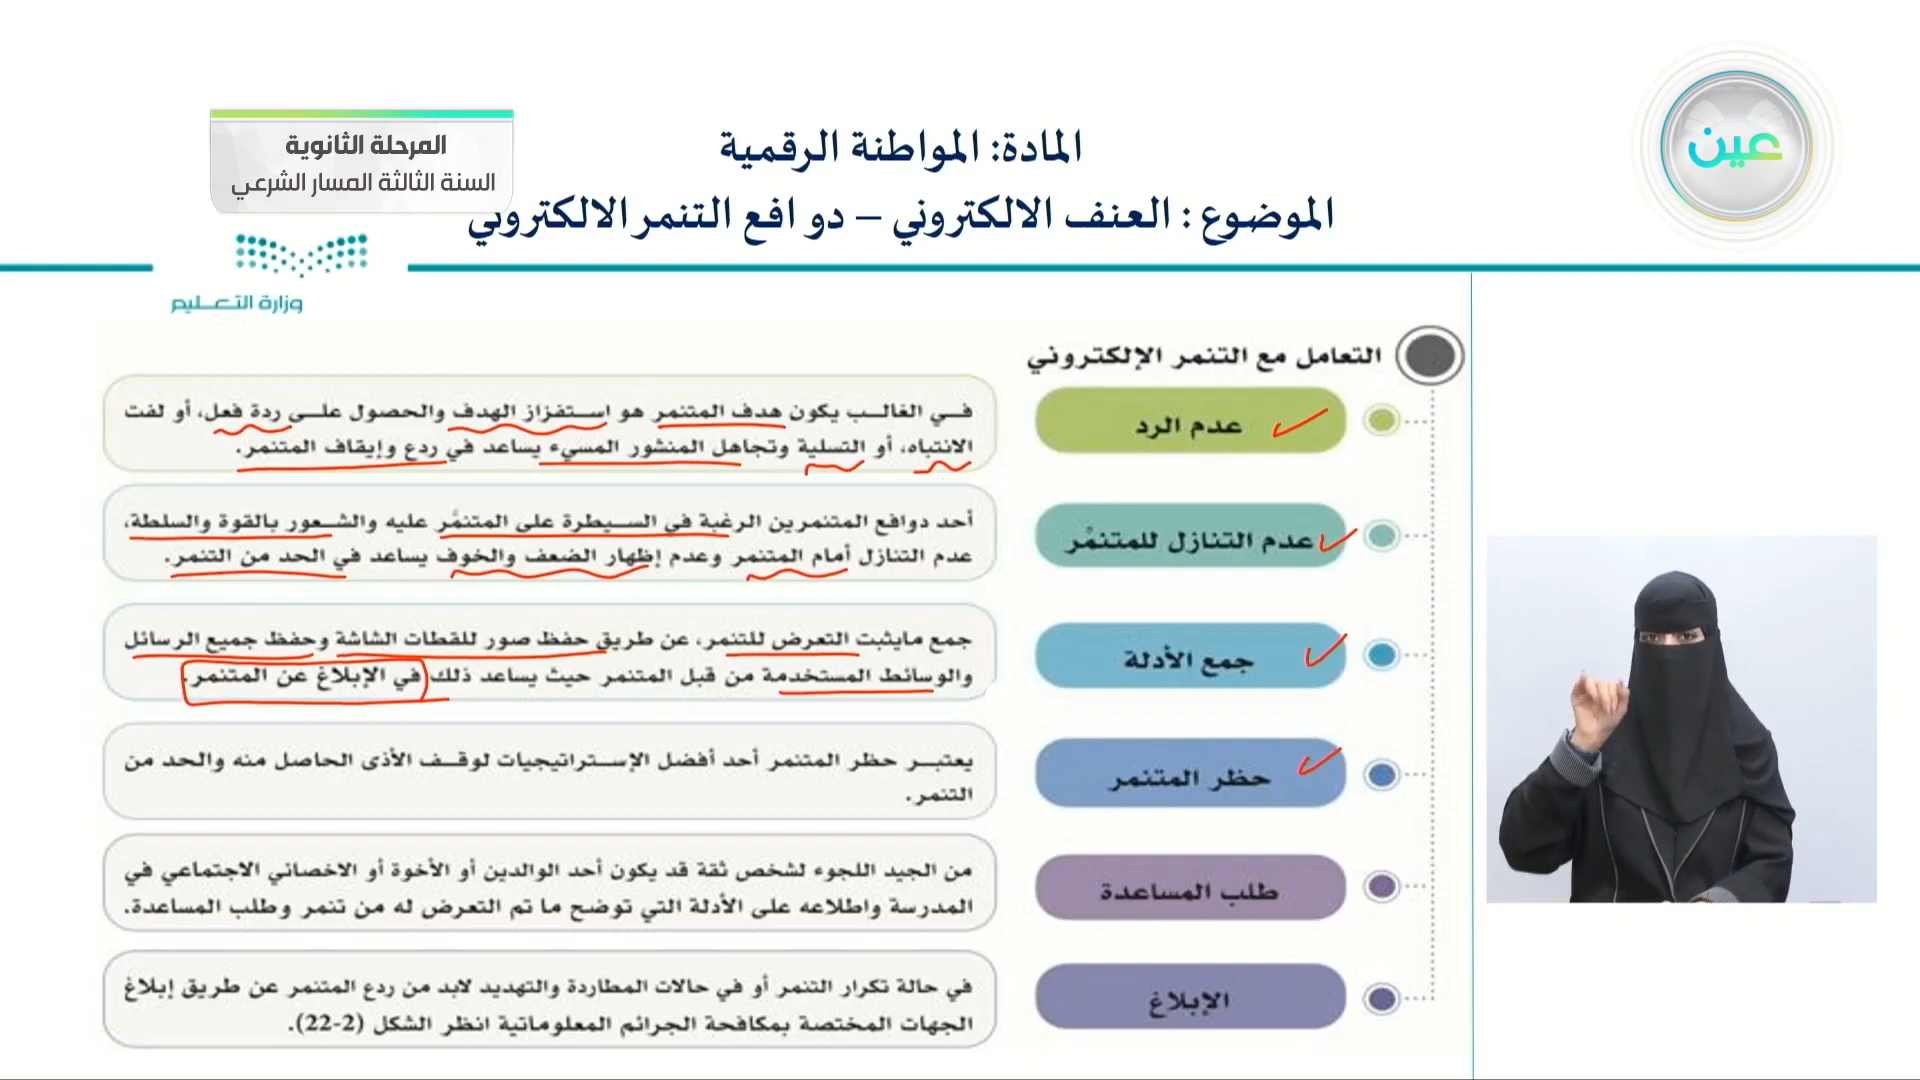 عين
المادة: المواطنة الرقمية
المرحلة الثانوية
السنة الثالثة المسار الشرعي
الموضوع : العنف الالكتروني – دوافع التنمر الالكتروني
وزارة التعليم
التعامل مع التنمر الإلكتروني
عدم الرد
في الغالب يكون هدف المتنمر هو استفزاز الهدف والحصول على ردة فعل، أو لفت
الانتباه، أو التسلية وتجاهل المنشور المسيء يساعد في ردع وإيقاف المتنمر.
عدم التنازل للمتنمُر
أحد دوافع المتنمرين الرغبة في السيطرة على المتنمَّر عليه والشعور بالقوة والسلطة،
عدم التنازل أمام المتنمر وعدم إظهار الضعف والخوف يساعد في الحد من التنمر.
جمع الأدلة
جمع مايثبت التعرض للتنمر، عن طريق حفظ صور للقطات الشاشة وحفظ جميع الرسائل
والوسائط المستخدمة من قبل المتنمر حيث يساعد ذلك في الإبلاغ عن المتنمر.
حظر المتنمر
يعتبر حظر المتنمر أحد أفضل الإستراتيجيات لوقف الأذى الحاصل منه والحد من
التنمر.
طلب المساعدة
من الجيد اللجوء لشخص ثقة قد يكون أحد الوالدين أو الأخوة أو الاخصائي الاجتماعي في
المدرسة واطلاعه على الأدلة التي توضح ما تم التعرض له من تنمر وطلب المساعدة.
الإبلاغ
في حالة تكرار التنمر أو في حالات المطاردة والتهديد لابد من ردع المتنمر عن طريق إبلاغ
الجهات المختصة بمكافحة الجرائم المعلوماتية انظر الشكل (2-22).